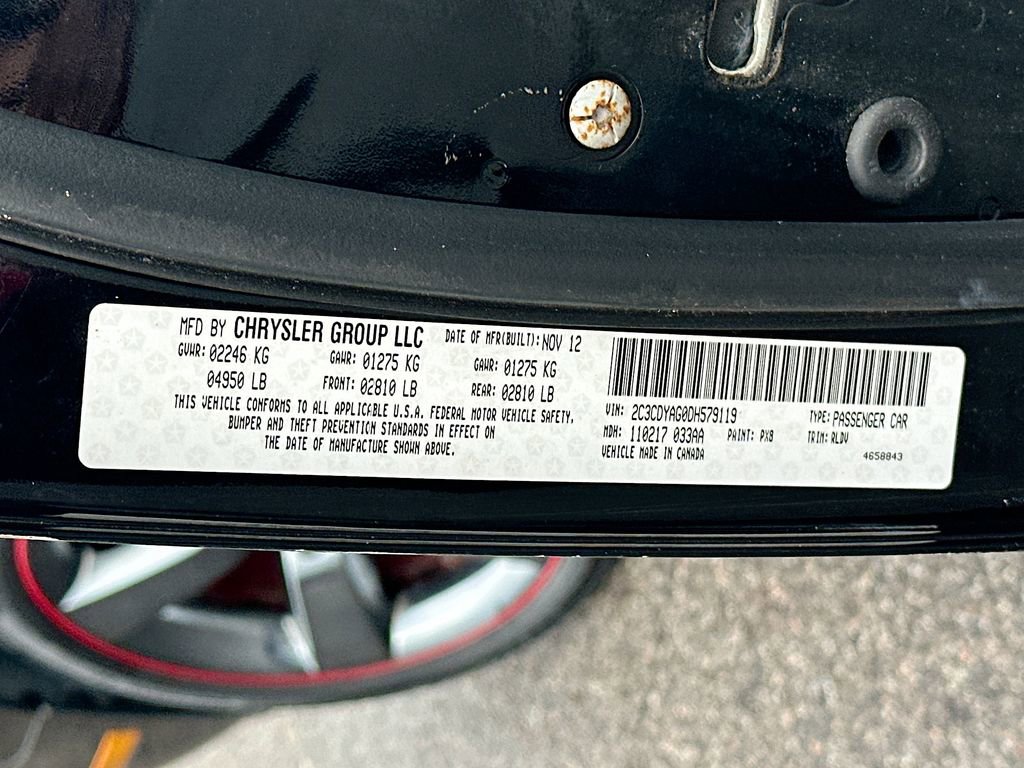 MFD BY CHRYSLER GROUP LLC DATE OF MFR(BUILT): NOV 12
GVWR: 02246 KG GAWR: 01275 KG GAWR: 01275 KG
04950 LB FRONT: 02810 LB REAR: 02810 LB
THIS VEHICLE CONFORMS TO ALL APPLICABLE U.S.A. FEDERAL MOTOR VEHICLE SAFETY,
BUMPER AND THEFT PREVENTION STANDARDS IN EFFECT ON
THE DATE OF MANUFACTURE SHOWN ABOVE.
VIN: 2C3CDYAG0DH579119 TYPE: PASSENGER CAR
MDH: 110217 033AA PAINT: PX8 TRIM: RLDV
VEHICLE MADE IN CANADA 4658843